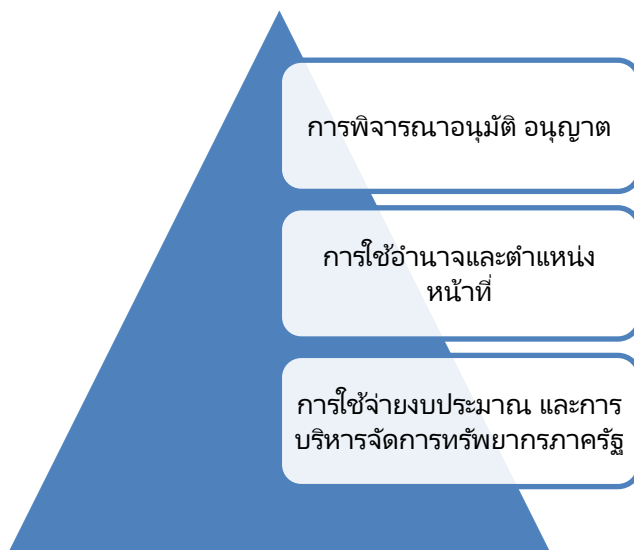 การพิจารณาอนุมัติ อนุญาต
การใช้อำนาจและตำแหน่ง
หน้าที่
การใช้จ่ายงบประมาณ และการ
บริหารจัดการทรัพยากรภาครัฐ